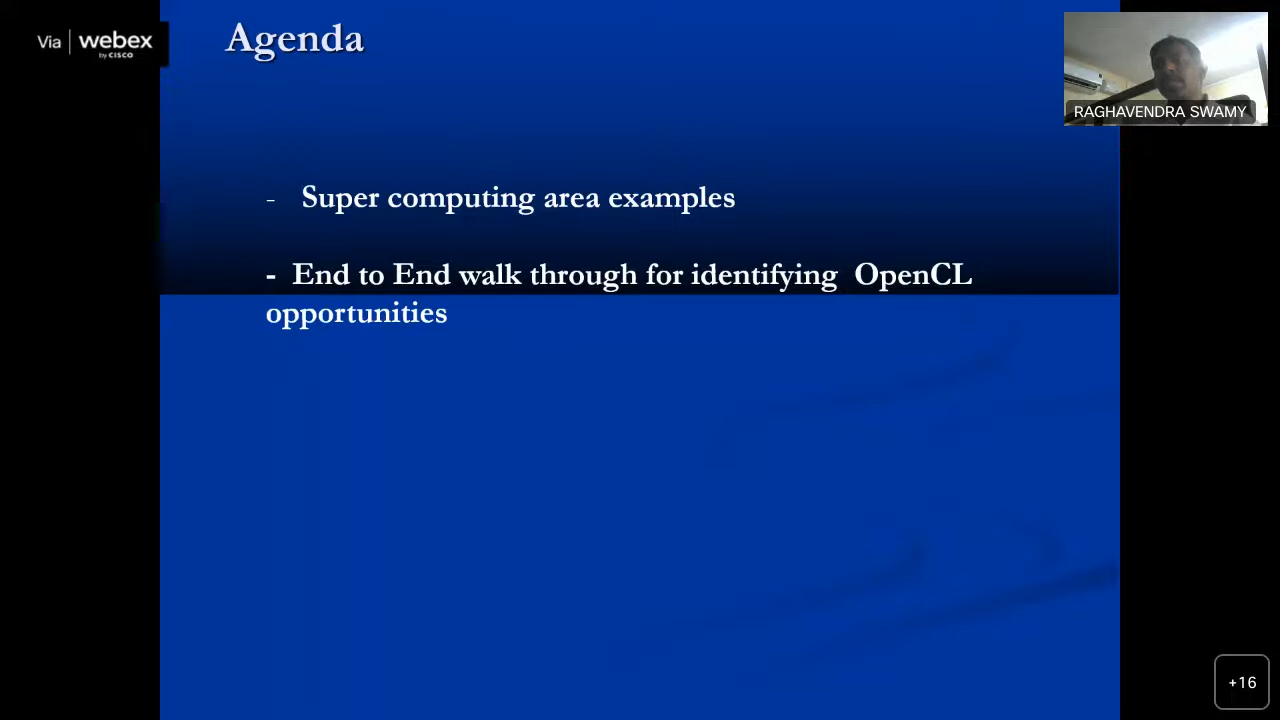 Via webex
by CISCO
Agenda
RAGHAVENDRA SWAMY
- Super computing area examples
- End to End walk through for identifying OpenCL
opportunities
+16